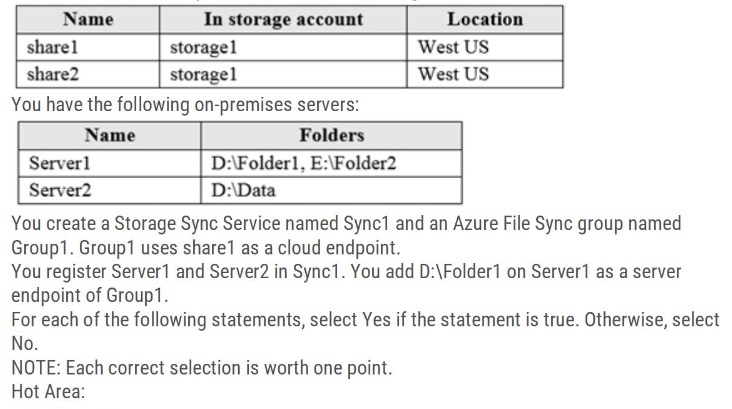 Name In storage account Location
share1 storage1 West US
share2 storage1 West US
You have the following on-premises servers:
Name Folders
Server1 D:\Folder1, E:\Folder2
Server2 D:\Data
You create a Storage Sync Service named Sync1 and an Azure File Sync group named
Group1. Group1 uses share1 as a cloud endpoint.
You register Server1 and Server2 in Sync1. You add D:\Folder1 on Server1 as a server
endpoint of Group1.
For each of the following statements, select Yes if the statement is true. Otherwise, select
No.
NOTE: Each correct selection is worth one point.
Hot Area: